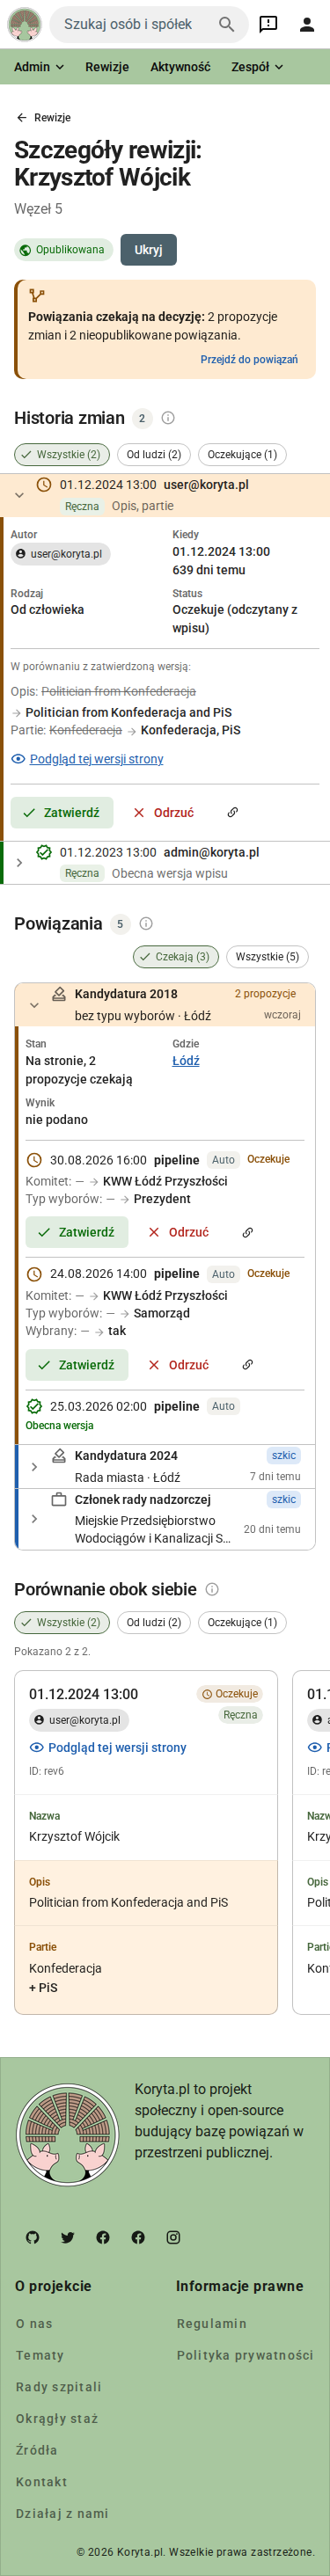 Szukaj osób i spółek
Admin Rewizje Aktywność Zespół
Rewizje
Szczegóły rewizji:
Krzysztof Wójcik
Węzeł 5
Opublikowana Ukryj
Powiązania czekają na decyzję: 2 propozycje
zmian i 2 nieopublikowane powiązania.
Przejdź do powiązań
Historia zmian 2
Wszystkie (2) Od ludzi (2) Oczekujące (1)
01.12.2024 13:00 user@koryta.pl
Ręczna Opis, partie
Autor Kiedy
user@koryta.pl 01.12.2024 13:00
639 dni temu
Rodzaj Status
Od człowieka Oczekuje (odczytany z
wpisu)
W porównaniu z zatwierdzoną wersją:
Opis: Politician from Konfederacja
→ Politician from Konfederacja and PiS
Partie: Konfederacja → Konfederacja, PiS
Podgląd tej wersji strony
Zatwierdź Odrzuć
01.12.2023 13:00 admin@koryta.pl
Ręczna Obecna wersja wpisu
Powiązania 5
Czekają (3) Wszystkie (5)
Kandydatura 2018 2 propozycje
bez typu wyborów · Łódź wczoraj
Stan Gdzie
Na stronie, 2 Łódź
propozycje czekają
Wynik
nie podano
30.08.2026 16:00 pipeline Auto Oczekuje
Komitet: — → KWW Łódź Przyszłości
Typ wyborów: — → Prezydent
Zatwierdź Odrzuć
24.08.2026 14:00 pipeline Auto Oczekuje
Komitet: — → KWW Łódź Przyszłości
Typ wyborów: — → Samorząd
Wybrany: — → tak
Zatwierdź Odrzuć
25.03.2026 02:00 pipeline Auto
Obecna wersja
Kandydatura 2024 szkic
Rada miasta · Łódź 7 dni temu
Członek rady nadzorczej szkic
Miejskie Przedsiębiorstwo
Wodociągów i Kanalizacji S… 20 dni temu
Porównanie obok siebie
Wszystkie (2) Od ludzi (2) Oczekujące (1)
Pokazano 2 z 2.
01.12.2024 13:00 Oczekuje
user@koryta.pl Ręczna
Podgląd tej wersji strony
ID: rev6
Nazwa
Krzysztof Wójcik
Opis
Politician from Konfederacja and PiS
Partie
Konfederacja
+ PiS
Koryta.pl to projekt
społeczny i open-source
budujący bazę powiązań w
przestrzeni publicznej.
O projekcie Informacje prawne
O nas Regulamin
Tematy Polityka prywatności
Rady szpitali
Okrągły staż
Źródła
Kontakt
Działaj z nami
© 2026 Koryta.pl. Wszelkie prawa zastrzeżone.